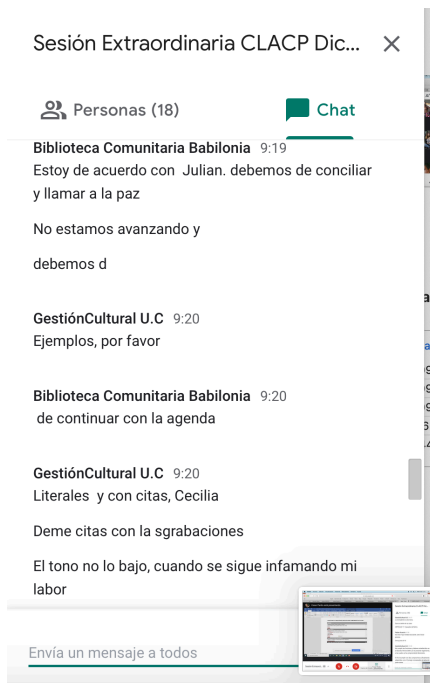 Sesión Extraordinaria CLACP Dic...
Personas (18)
Chat
Biblioteca Comunitaria Babilonia 9:19
Estoy de acuerdo con Julian. debemos de conciliar
y llamar a la paz
No estamos avanzando y
debemos d
GestiónCultural U.C 9:20
Ejemplos, por favor
Biblioteca Comunitaria Babilonia 9:20
de continuar con la agenda
GestiónCultural U.C 9:20
Literales y con citas, Cecilia
Deme citas con la sgrabaciones
El tono no lo bajo, cuando se sigue infamando mi
labor
Envía un mensaje a todos